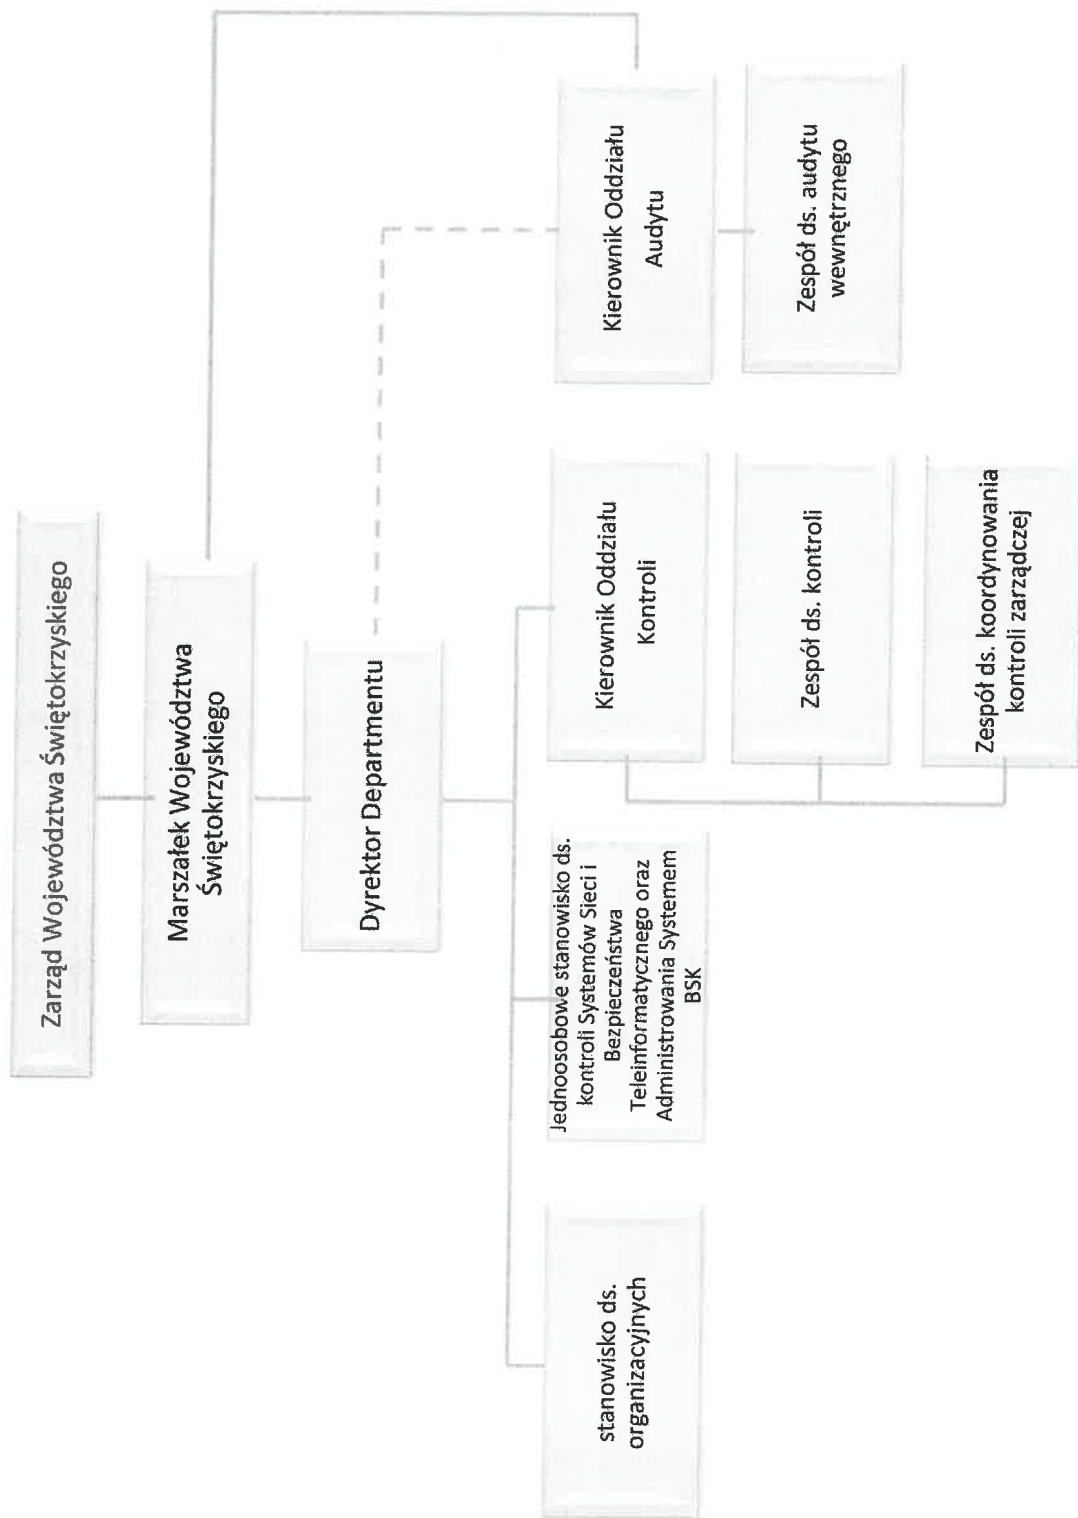 Zarząd Województwa Świętokrzyskiego
Marszałek Województwa
Świętokrzyskiego
Dyrektor Departmentu
stanowisko ds.
organizacyjnych
Jednoosobowe stanowisko ds.
kontroli Systemów Sieci i
Bezpieczeństwa
Teleinformatycznego oraz
Administrowania Systemem
BSK
Kierownik Oddziału
Kontroli
Zespół ds. kontroli
Zespół ds. koordynowania
kontroli zarządczej
Kierownik Oddziału
Audytu
Zespół ds. audytu
wewnętrznego